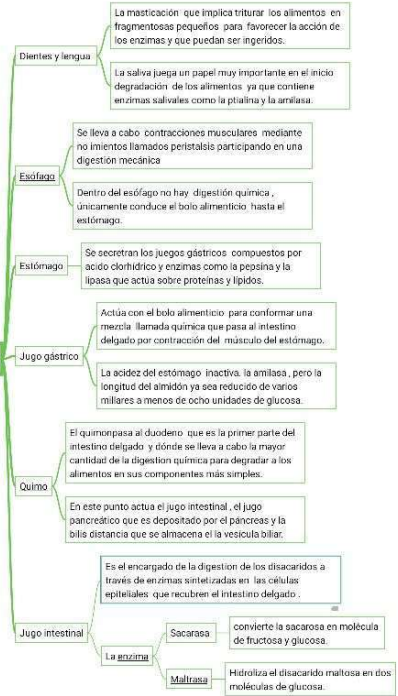 La masticación que implica triturar los alimentos en
fragmentosas pequeños para favorecer la acción de
los enzimas y que puedan ser ingeridos.
Dientes y lengua
La saliva juega un papel muy importante en el inicio
degradación de los alimentos ya que contiene
enzimas salivales como la ptialina y la amilasa.
Se lleva a cabo contracciones musculares mediante
no imientos llamados peristalsis participando en una
digestión mecánica
Esófago
Dentro del esófago no hay digestión quimica ,
únicamente conduce el bolo alimenticio hasta el
estómago.
Estómago
Se secretran los juegos gástricos compuestos por
acido clorhídrico y enzimas como la pepsina y la
lipasa que actúa sobre proteínas y lípidos.
Actúa con el bolo alimenticio para conformar una
mezcla llamada química que pasa al intestino
delgado por contracción del músculo del estómago.
Jugo gástrico
La acidez del estómago inactiva. la amilasa , pero la
longitud del almidón ya sea reducido de varios
millares a menos de ocho unidades de glucosa.
El quimonpasa al duodeno que es la primer parte del
intestino delgado y dónde se lleva a cabo la mayor
cantidad de la digestion química para degradar a los
alimentos en sus componentes más simples.
Quimo
En este punto actua el jugo intestinal , el jugo
pancreático que es depositado por el páncreas y la
bilis distancia que se almacena el la vesícula biliar.
Es el encargado de la digestion de los disacaridos a
través de enzimas sintetizadas en las células
epiteliales que recubren el intestino delgado .
Jugo intestinal
La enzima
Sacarasa
convierte la sacarosa en molécula
de fructosa y glucosa.
Maltrasa
Hidroliza el disacarido maltosa en dos
moléculas de glucosa.